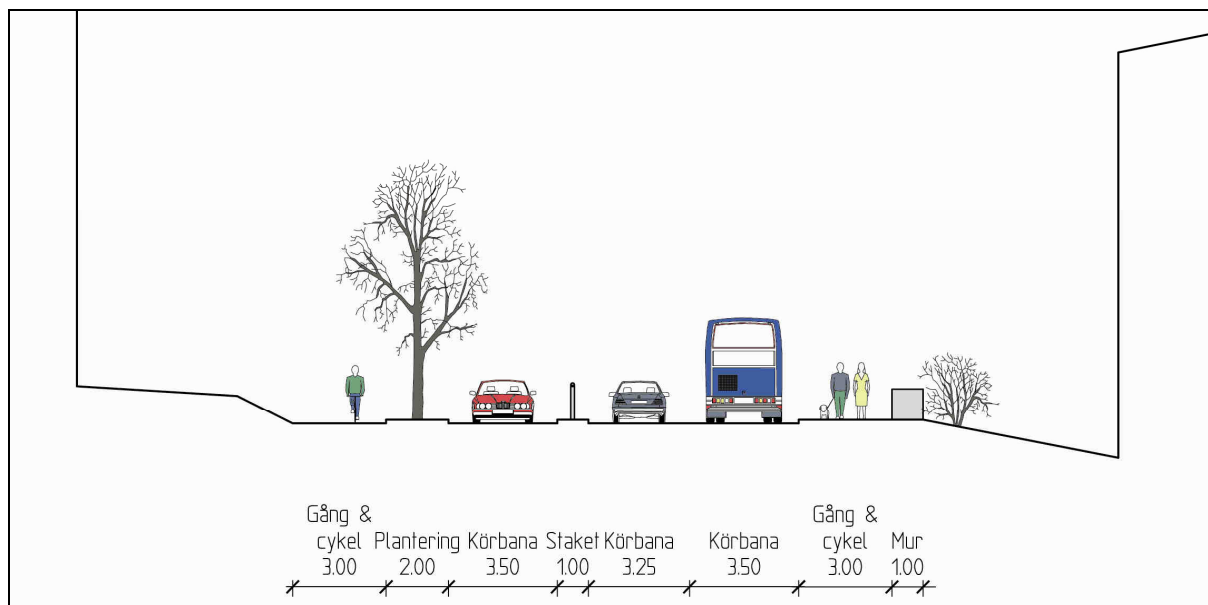 Gång &
cykel
3.00
Plantering
2.00
Körbana
3.50
Staket
1.00
Körbana
3.25
Körbana
3.50
Gång &
cykel
3.00
Mur
1.00